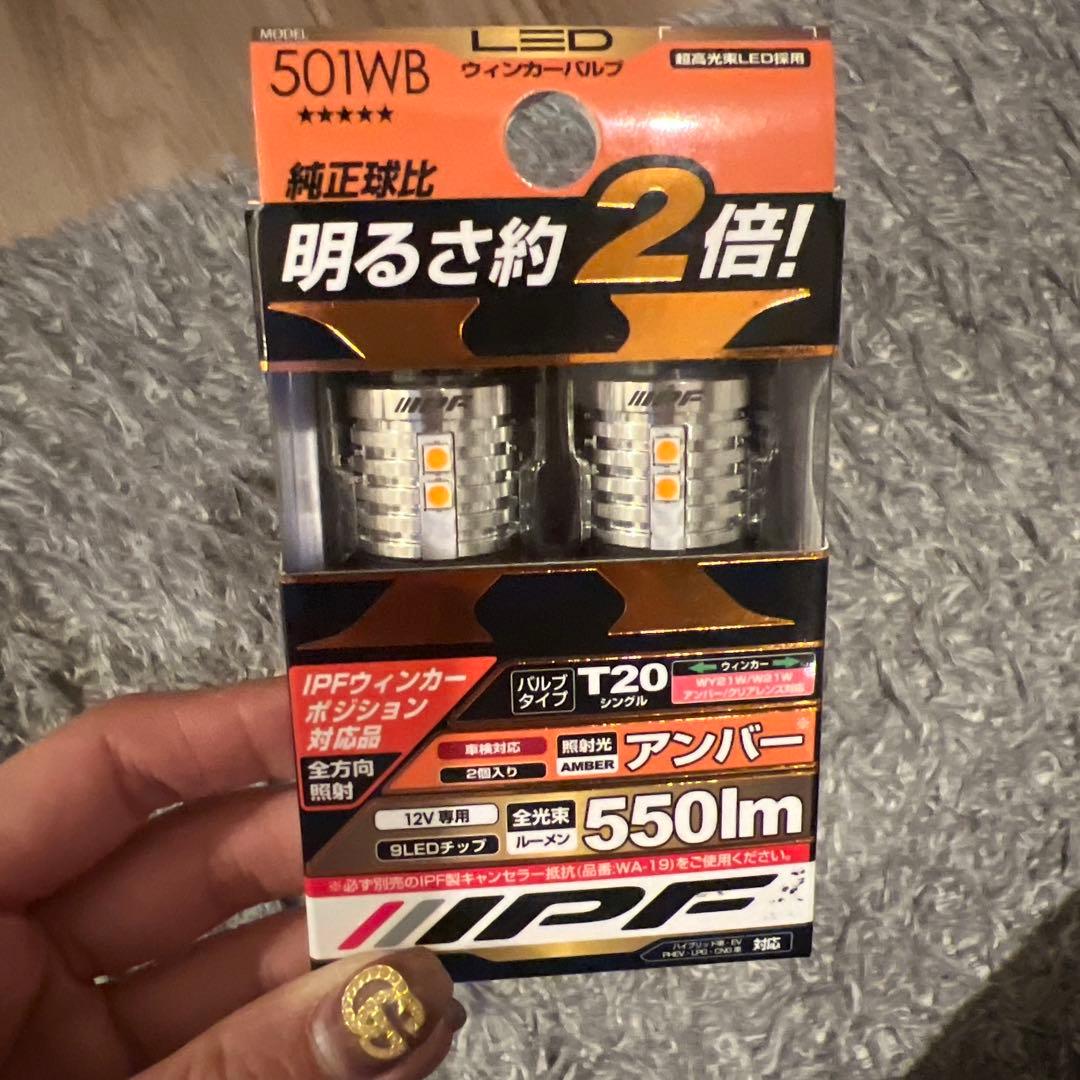 MODEL
501WB
★★★★★
LED
ウィンカーバルブ
超高光束LED採用
純正球比
明るさ約2倍!
IPF
IPF
IPFウィンカー
ポジション
対応品
全方向
照射
バルブ
タイプ
T20
シングル
ウィンカー
WY21W/W21W
アンバー/クリアレンズ対応
車検対応
2個入り
照射光
AMBER
アンバー※
12V専用
9LEDチップ
全光束
ルーメン
550lm
※必ず別売のIPF製キャンセラー抵抗(品番:WA-19)をご使用ください。
IPF
ハイブリッド車・EV
PHEV・LPG・CNG車
対応